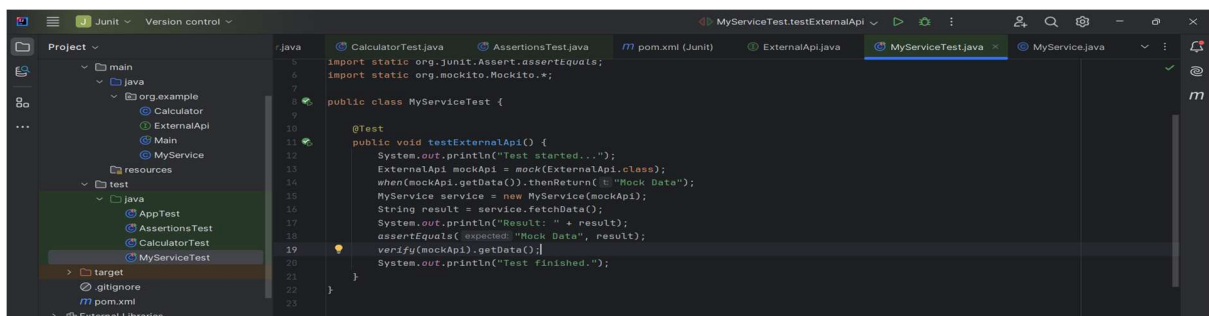 J Junit Version control MyServiceTest.testExternalApi
Project
main
java
org.example
Calculator
ExternalApi
Main
MyService
resources
test
java
AppTest
AssertionsTest
CalculatorTest
MyServiceTest
target
.gitignore
pom.xml
External Libraries
r.java CalculatorTest.java AssertionsTest.java pom.xml (Junit) ExternalApi.java MyServiceTest.java MyService.java
5 import static org.junit.Assert.assertEquals;
6 import static org.mockito.Mockito.*;
7
8 public class MyServiceTest {
9
10 @Test
11 public void testExternalApi() {
12 System.out.println("Test started...");
13 ExternalApi mockApi = mock(ExternalApi.class);
14 when(mockApi.getData()).thenReturn( t: "Mock Data");
15 MyService service = new MyService(mockApi);
16 String result = service.fetchData();
17 System.out.println("Result: " + result);
18 assertEquals( expected: "Mock Data", result);
19 verify(mockApi).getData();
20 System.out.println("Test finished.");
21 }
22 }
23